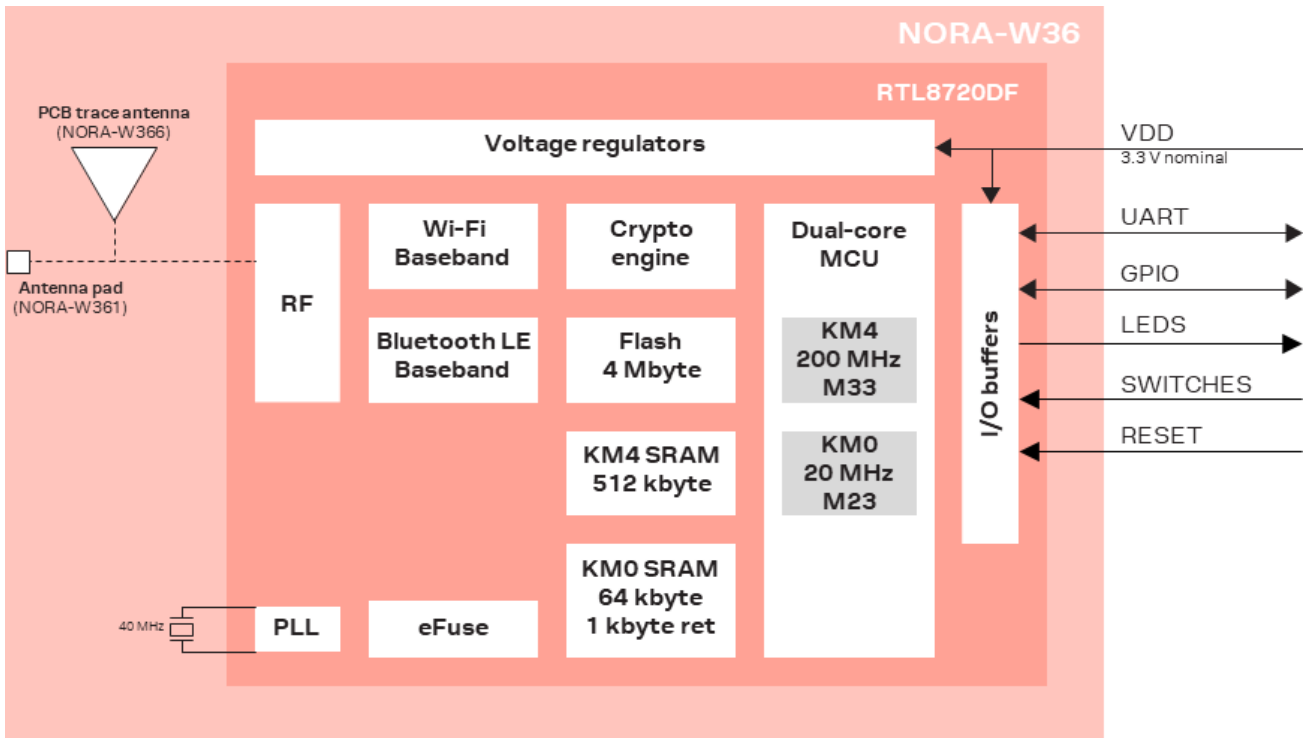 NORA-W36
RTL8720DF
PCB trace antenna
(NORA-W366)
Antenna pad
(NORA-W361)
Voltage regulators
RF
Wi-Fi
Baseband
Crypto
engine
Dual-core
MCU
Bluetooth LE
Baseband
Flash
4 Mbyte
KM4
200 MHz
M33
KM4 SRAM
512 kbyte
KM0
20 MHz
M23
KM0 SRAM
64 kbyte
1 kbyte ret
40 MHz
PLL
eFuse
I/O buffers
VDD
3.3 V nominal
UART
GPIO
LEDS
SWITCHES
RESET